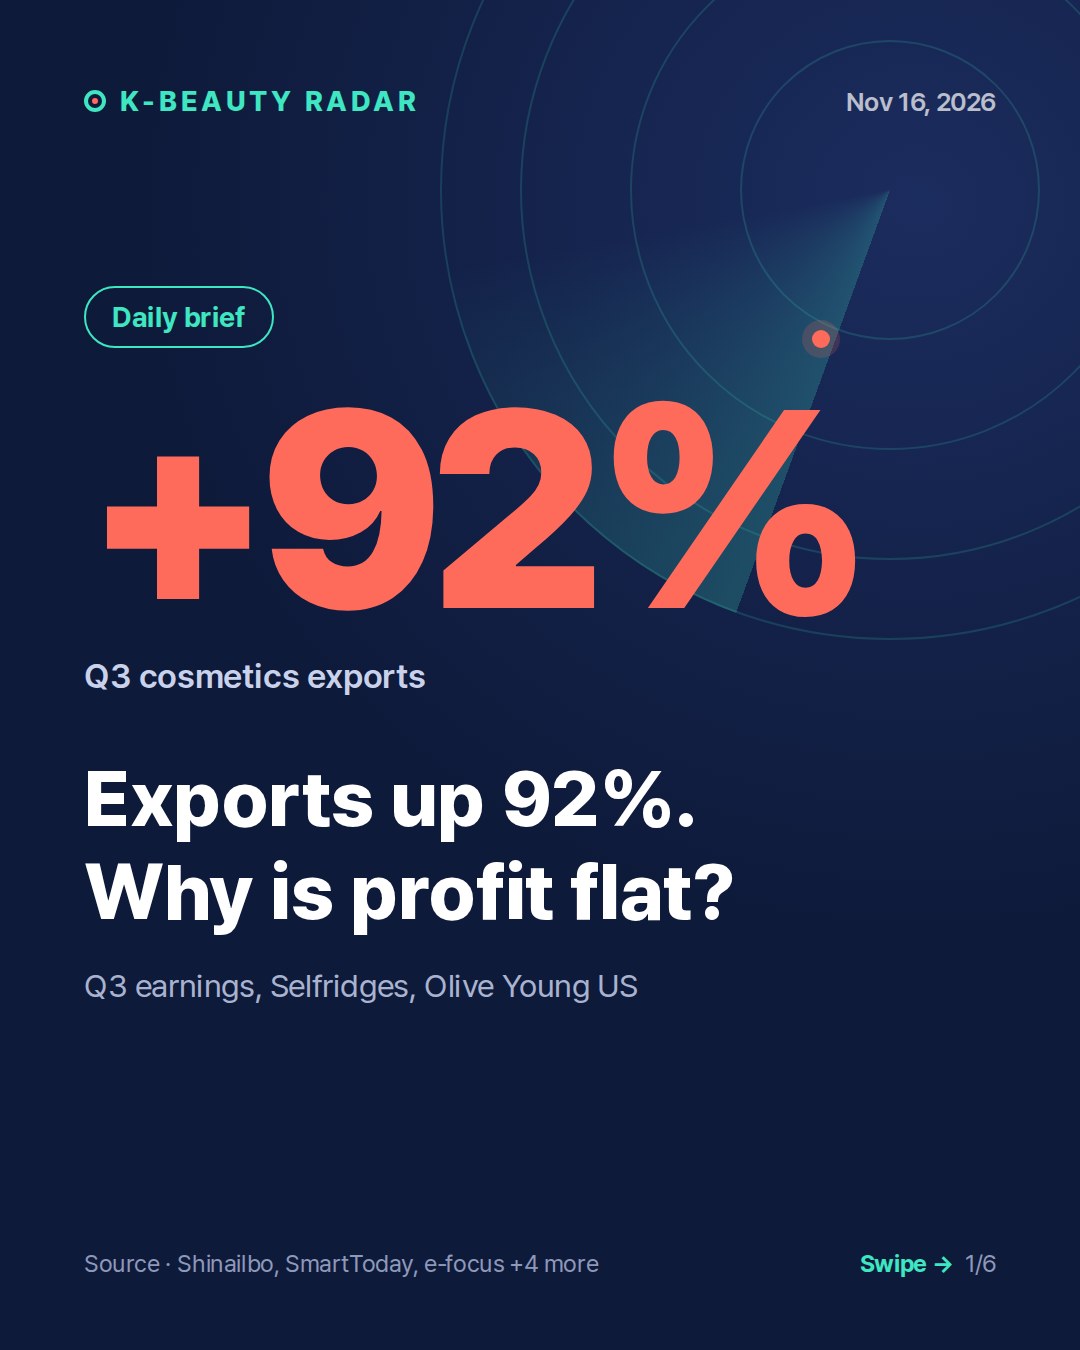 K-BEAUTY RADAR
Nov 16, 2026
Daily brief
+92%
Q3 cosmetics exports
Exports up 92%.
Why is profit flat?
Q3 earnings, Selfridges, Olive Young US
Source · Shinailbo, SmartToday, e-focus +4 more
Swipe → 1/6